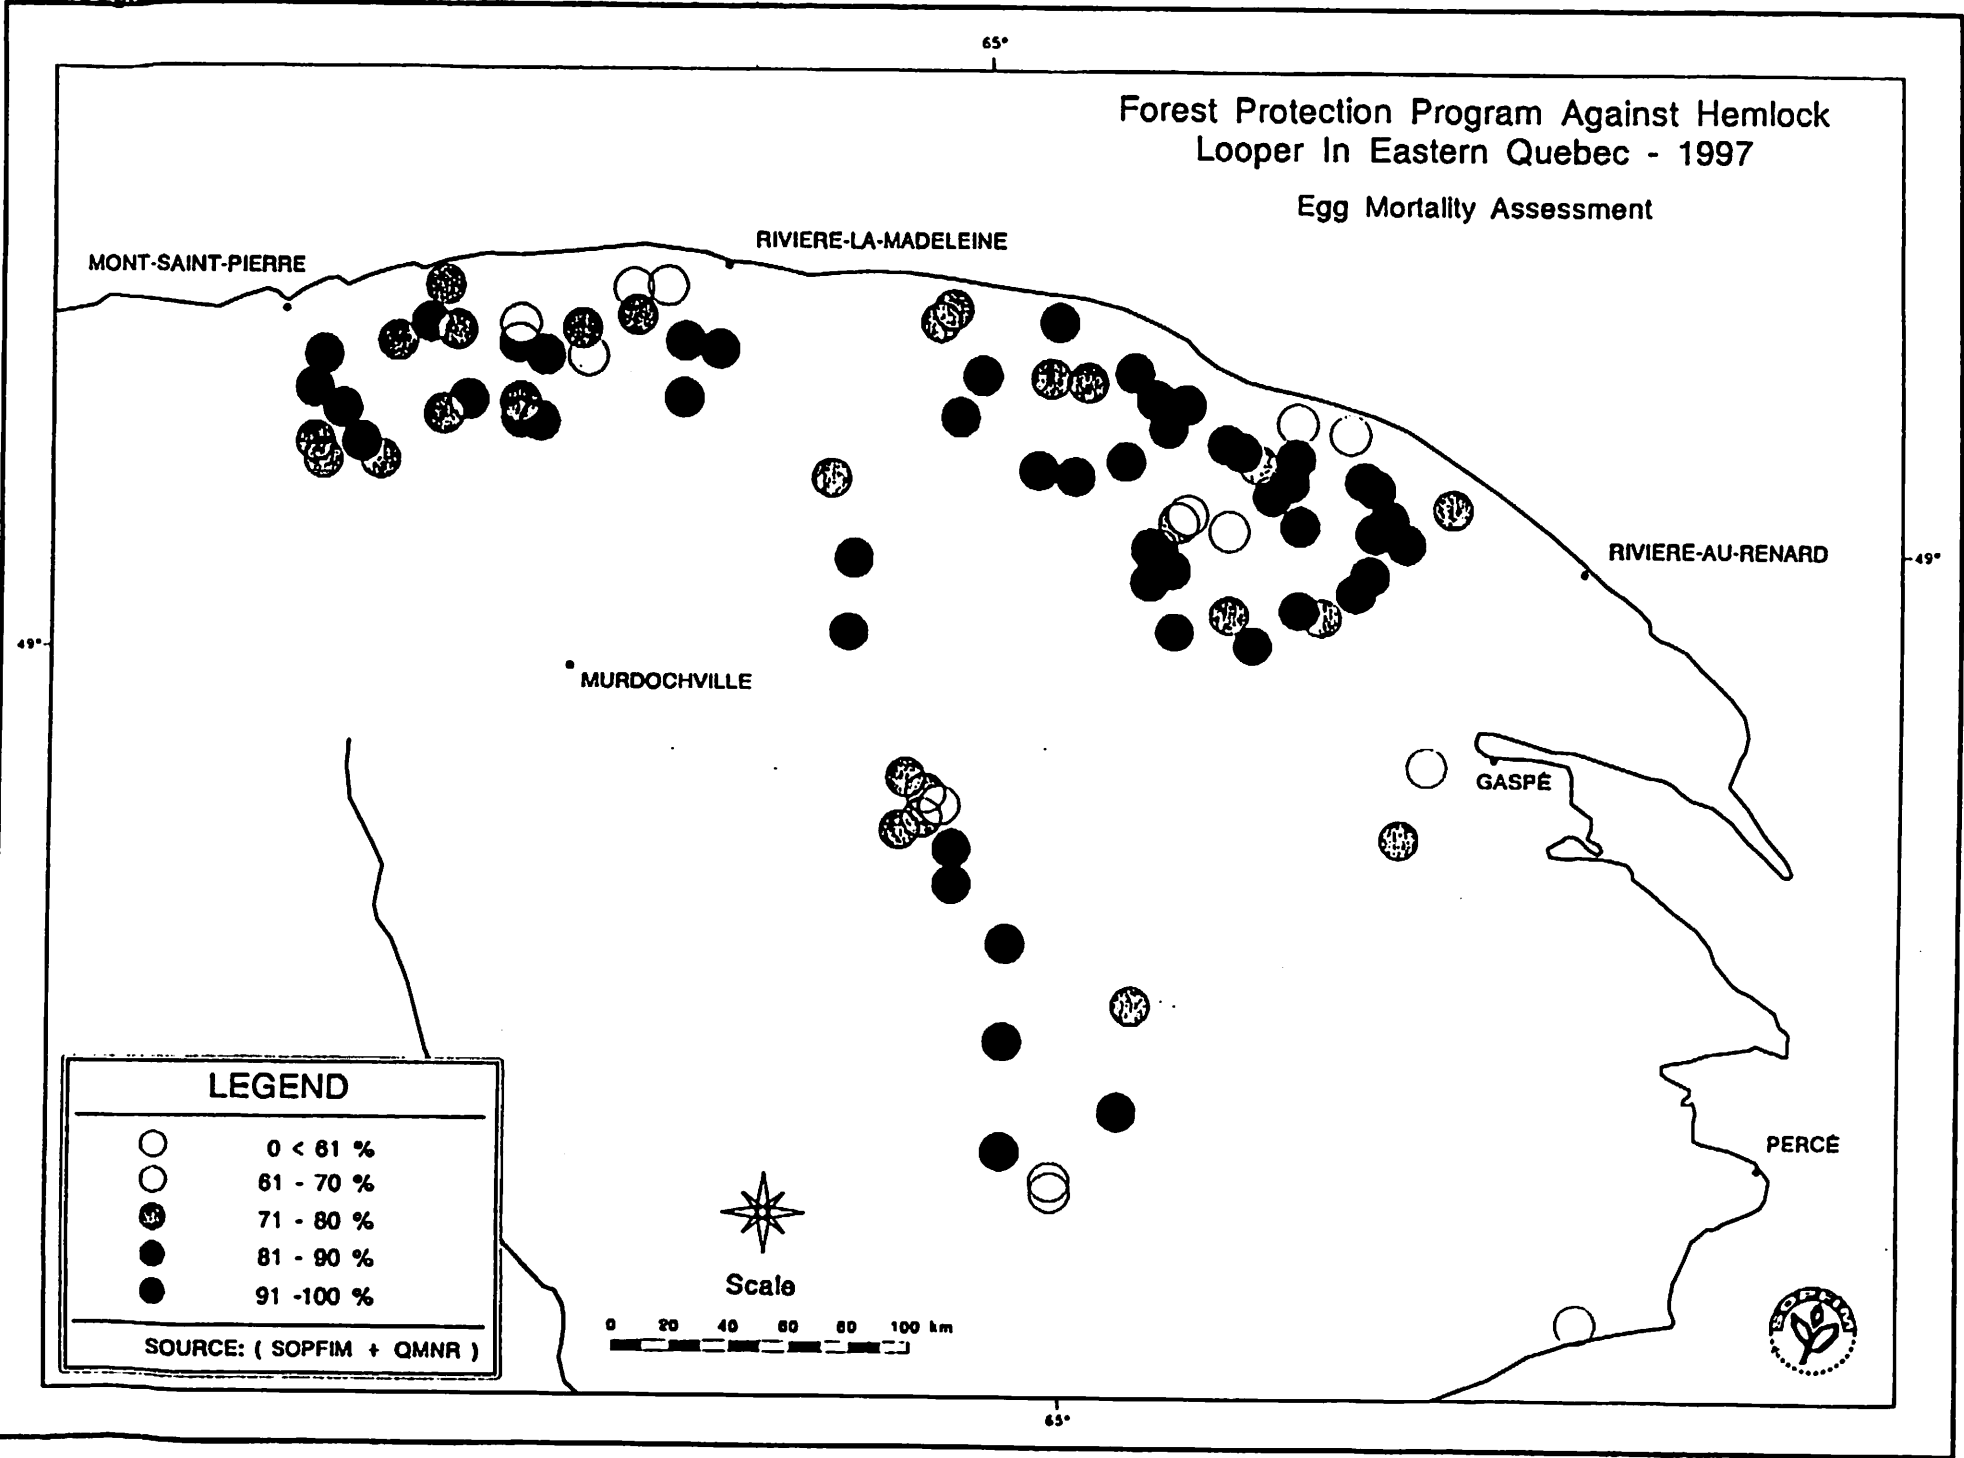 65°
Forest Protection Program Against Hemlock
Looper In Eastern Quebec - 1997
Egg Mortality Assessment
RIVIERE-LA-MADELEINE
MONT-SAINT-PIERRE
RIVIERE-AU-RENARD
49°
49°
MURDOCHVILLE
GASPÉ
PERCÉ
LEGEND
0 < 61 %
61 - 70 %
71 - 80 %
81 - 90 %
91 -100 %
SOURCE: ( SOPFIM + QMNR )
Scale
0 20 40 60 80 100 km
SOPFIM
65°